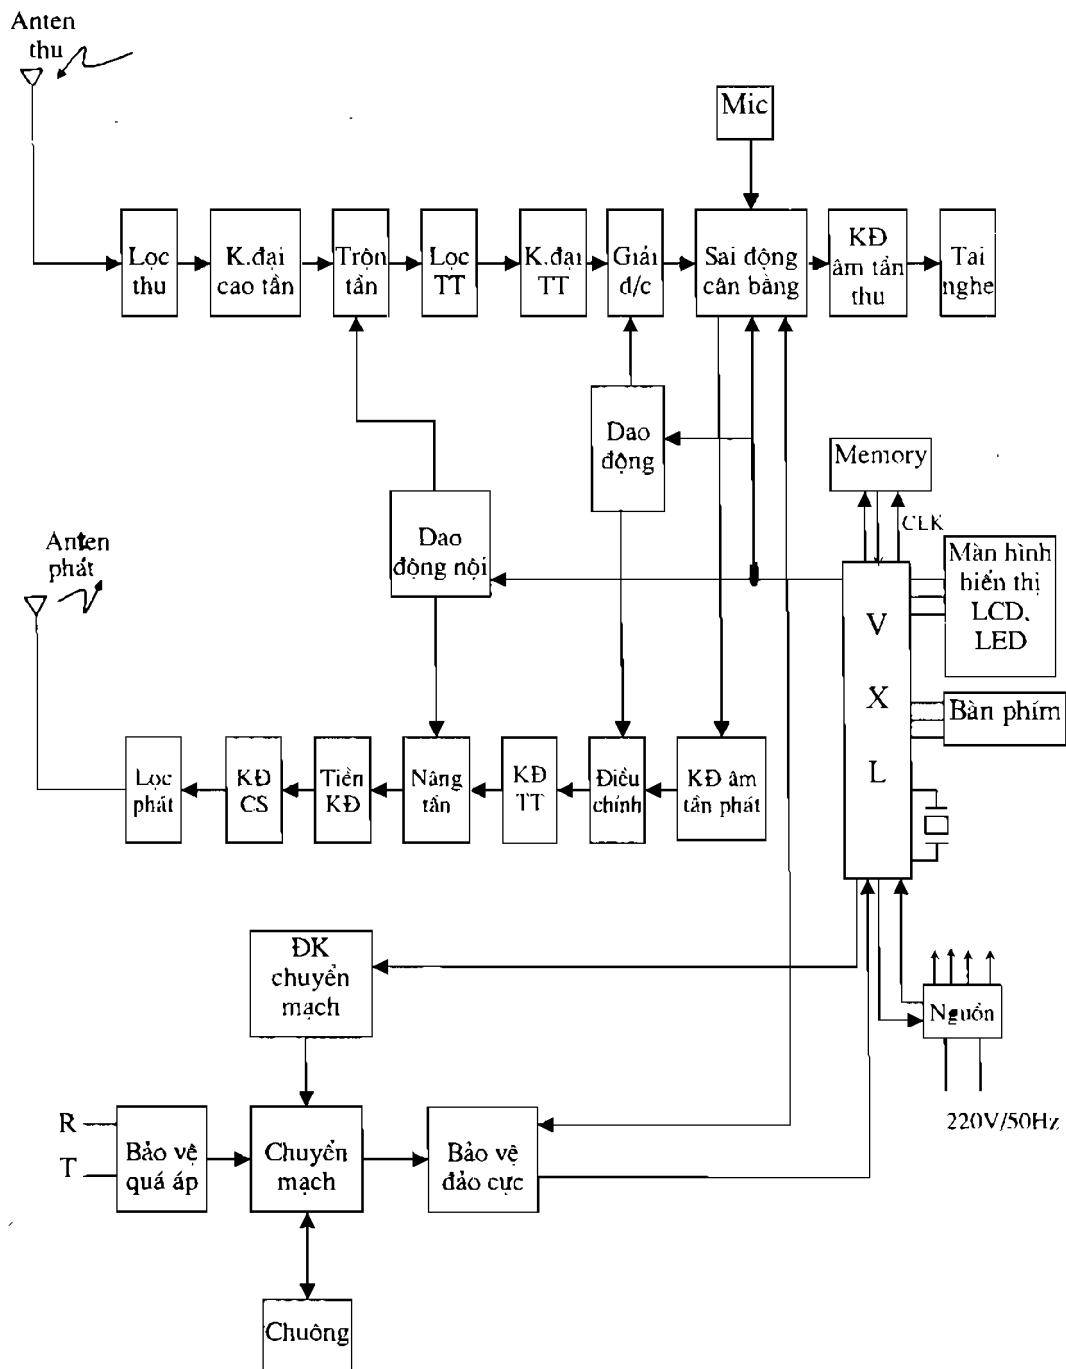 Anten
thu
Mic
Lọc
thu
K.đại
cao tần
Trộn
tần
Lọc
TT
K.đại
TT
Giải
d/c
Sai động
cân bằng
KĐ
âm tần
thu
Tai
nghe
Dao
động
Memory
CLK
Anten
phát
Dao
động nội
Màn hình
hiển thị
LCD,
LED
V
X
L
Bàn phím
Lọc
phát
KĐ
CS
Tiền
KĐ
Nâng
tần
KĐ
TT
Điều
chỉnh
KĐ âm
tần phát
ĐK
chuyển
mạch
Nguồn
220V/50Hz
R
T
Bảo vệ
quá áp
Chuyển
mạch
Bảo vệ
đảo cực
Chuông